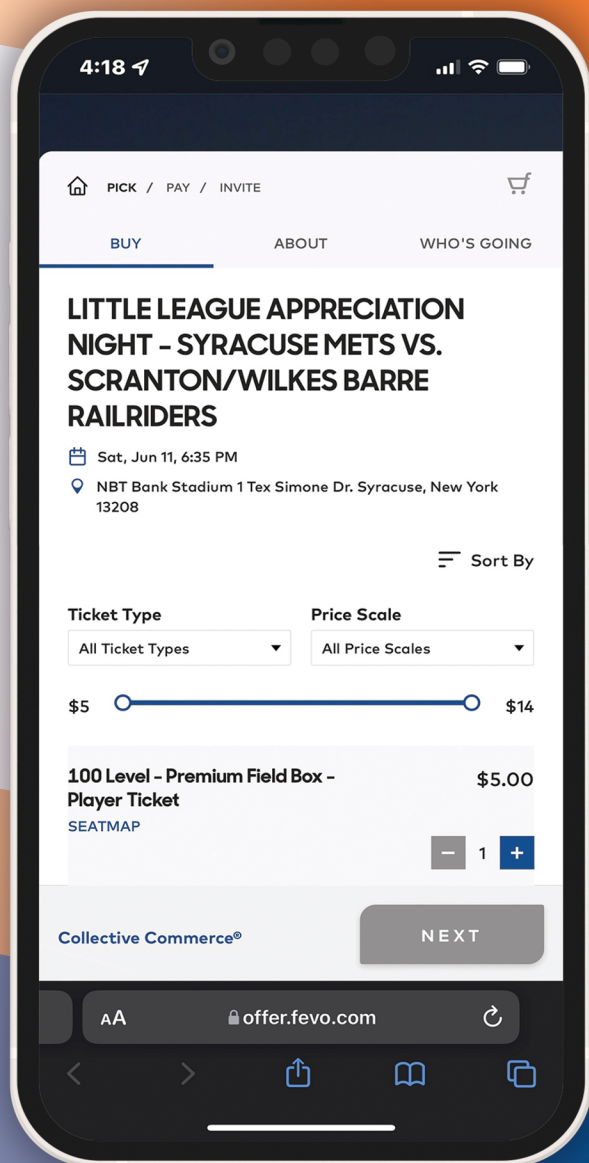 4:18
PICK / PAY / INVITE
BUY ABOUT WHO'S GOING
LITTLE LEAGUE APPRECIATION
NIGHT – SYRACUSE METS VS.
SCRANTON/WILKES BARRE
RAILRIDERS
Sat, Jun 11, 6:35 PM
NBT Bank Stadium 1 Tex Simone Dr. Syracuse, New York
13208
Sort By
Ticket Type Price Scale
All Ticket Types All Price Scales
$5 $14
100 Level – Premium Field Box – $5.00
Player Ticket
SEATMAP
− 1 +
Collective Commerce® NEXT
AA offer.fevo.com